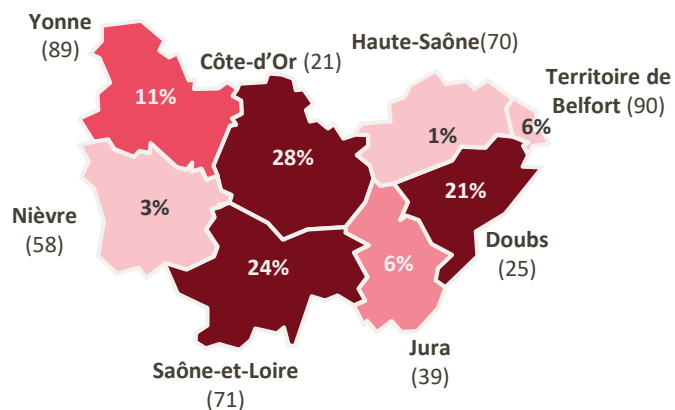 Yonne
(89)
Côte-d'Or (21)
Haute-Saône(70)
Territoire de
Belfort (90)
11%
28%
1%
6%
21%
Nièvre
(58)
3%
Doubs
(25)
24%
6%
Saône-et-Loire
(71)
Jura
(39)